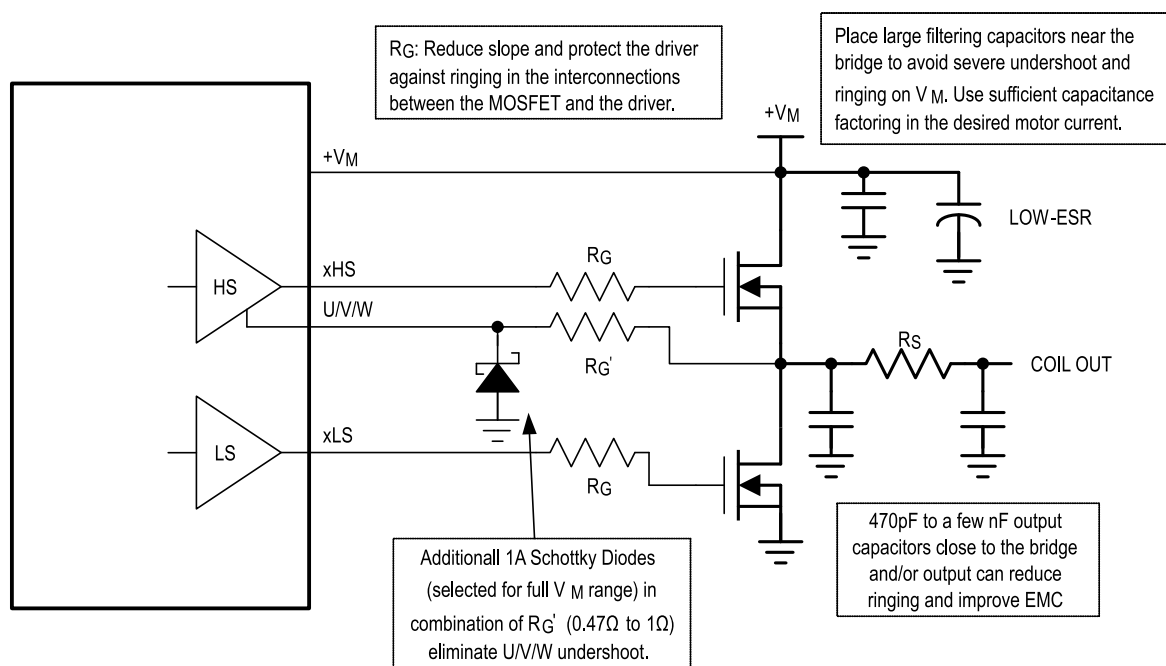 RG: Reduce slope and protect the driver
against ringing in the interconnections
between the MOSFET and the driver.
Place large filtering capacitors near the
bridge to avoid severe undershoot and
ringing on V M. Use sufficient capacitance
factoring in the desired motor current.
+VM
+VM
LOW-ESR
HS
xHS
RG
U/V/W
RG'
RS
COIL OUT
LS
xLS
RG
Additionall 1A Schottky Diodes
(selected for full V M range) in
combination of RG' (0.47Ω to 1Ω)
eliminate U/V/W undershoot.
470pF to a few nF output
capacitors close to the bridge
and/or output can reduce
ringing and improve EMC